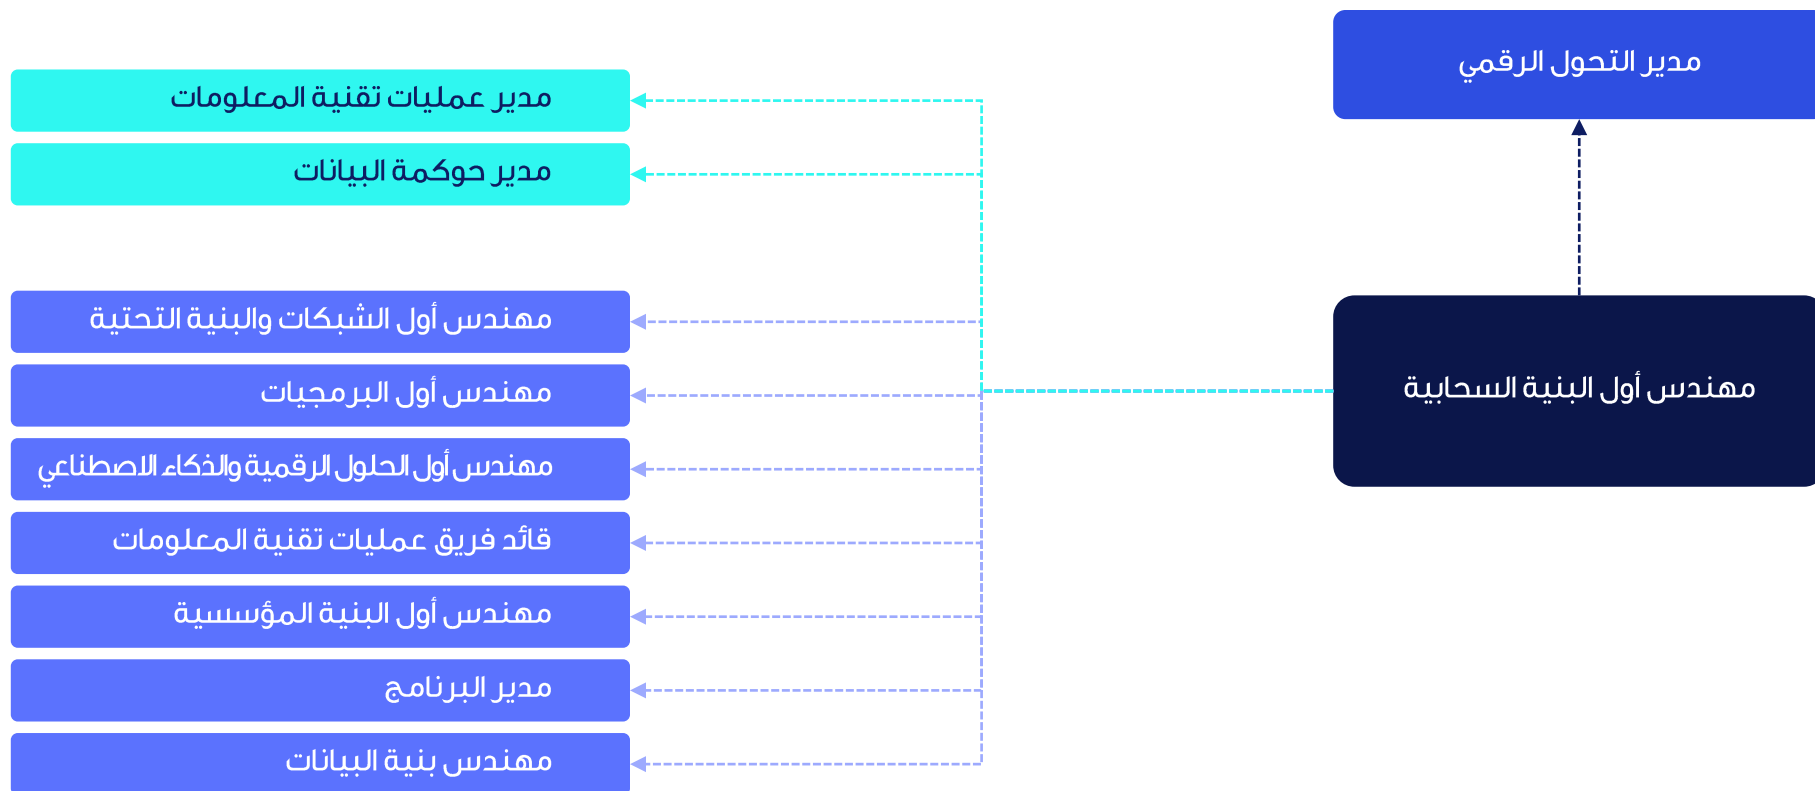 مدير التحول الرقمي
مهندس أول البنية السحابية
مدير عمليات تقنية المعلومات
مدير حوكمة البيانات
مهندس أول الشبكات والبنية التحتية
مهندس أول البرمجيات
مهندس أول الحلول الرقمية والذكاء الاصطناعي
قائد فريق عمليات تقنية المعلومات
مهندس أول البنية المؤسسية
مدير البرنامج
مهندس بنية البيانات